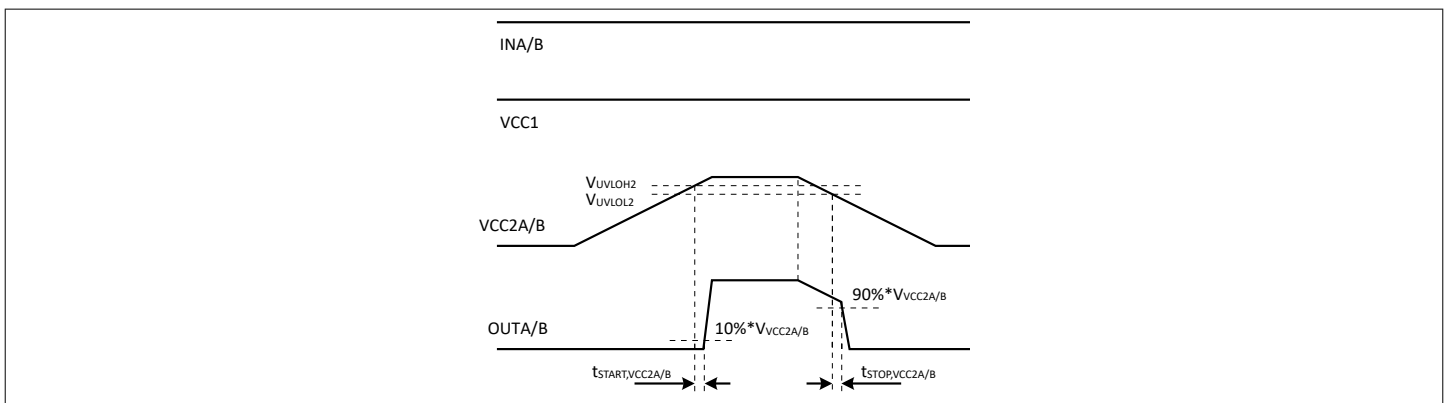 INA/B
VCC1
VUVLOH2
VUVLOL2
VCC2A/B
90%*VVCC2A/B
OUTA/B
10%*VVCC2A/B
tSTART,VCC2A/B
tSTOP,VCC2A/B